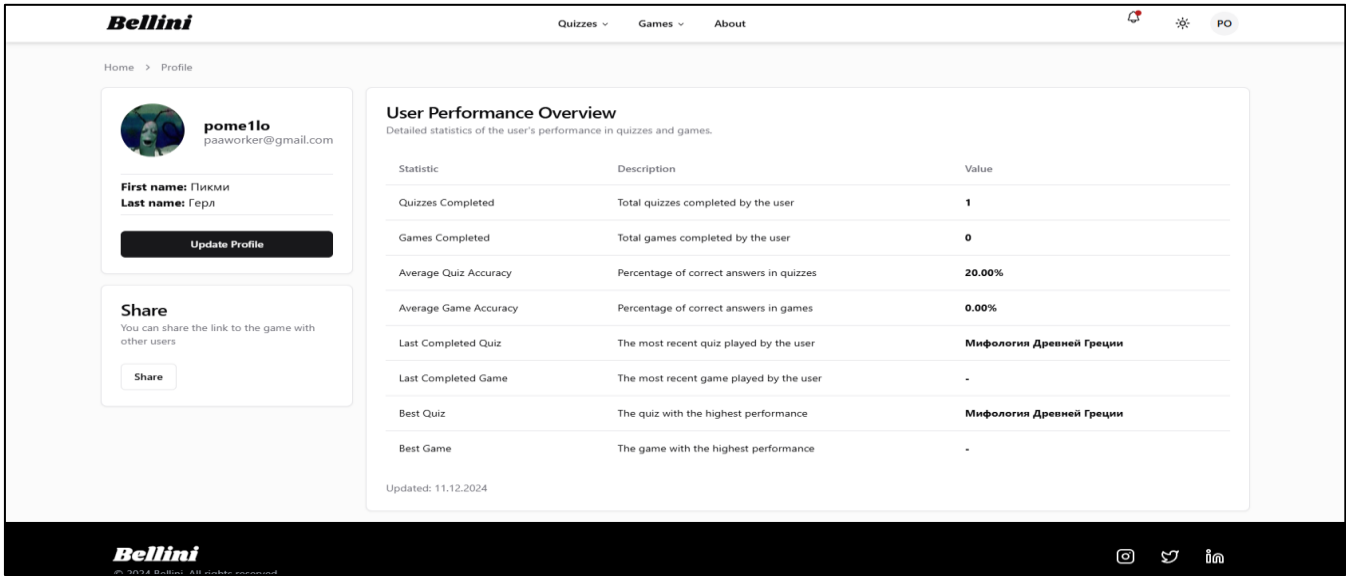 Bellini
Quizzes Games About
PO
Home > Profile
pome1lo
paaworker@gmail.com
First name: Пикми
Last name: Герл
Update Profile
Share
You can share the link to the game with
other users
Share
User Performance Overview
Detailed statistics of the user's performance in quizzes and games.
Statistic Description Value
Quizzes Completed Total quizzes completed by the user 1
Games Completed Total games completed by the user 0
Average Quiz Accuracy Percentage of correct answers in quizzes 20.00%
Average Game Accuracy Percentage of correct answers in games 0.00%
Last Completed Quiz The most recent quiz played by the user Мифология Древней Греции
Last Completed Game The most recent game played by the user -
Best Quiz The quiz with the highest performance Мифология Древней Греции
Best Game The game with the highest performance -
Updated: 11.12.2024
Bellini
© 2024 Bellini. All rights reserved